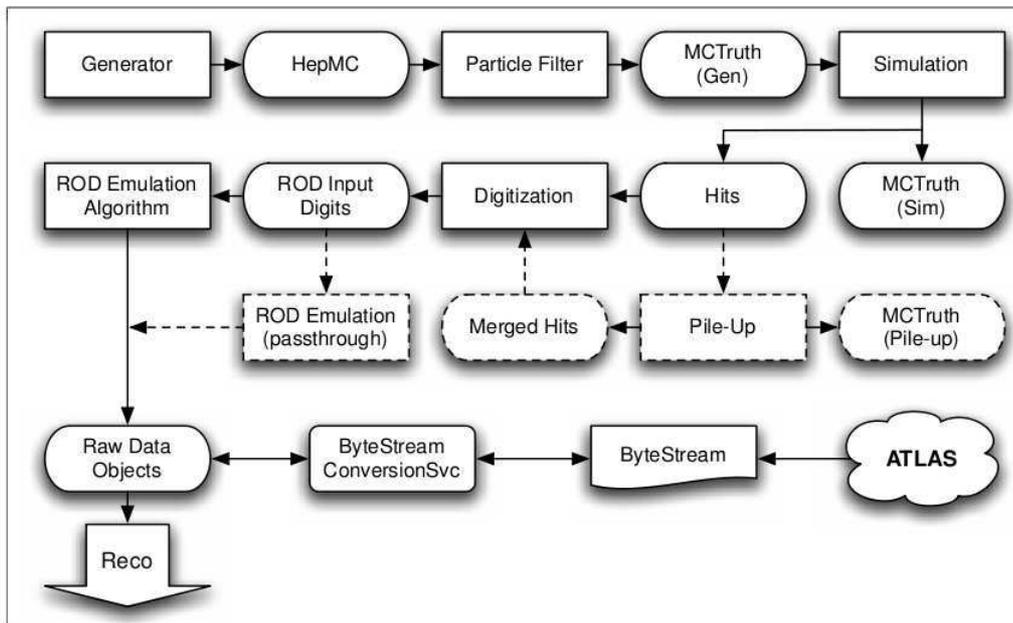 Generator
HepMC
Particle Filter
MCTruth
(Gen)
Simulation
ROD Emulation
Algorithm
ROD Input
Digits
Digitization
Hits
MCTruth
(Sim)
ROD Emulation
(passthrough)
Merged Hits
Pile-Up
MCTruth
(Pile-up)
Raw Data
Objects
ByteStream
ConversionSvc
ByteStream
ATLAS
Reco